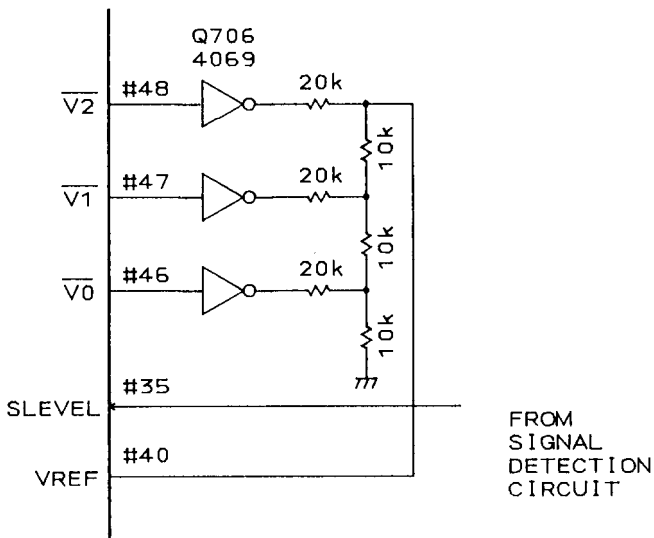 Q706
4069
V2
#48
20k
10k
V1
#47
20k
10k
V0
#46
20k
10k
SLEVEL
#35
FROM
SIGNAL
DETECTION
CIRCUIT
VREF
#40